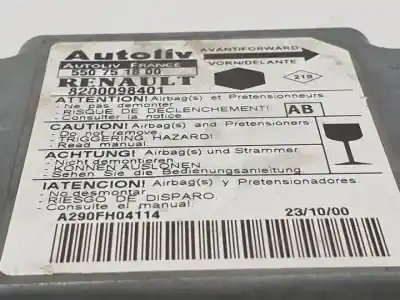 Autoliv
AUTOLIV FRANCE
550 75 18 00
RENAULT
8200098401
AVANT/FORWARD
VORN/DELANTE
219
ATTENTION! Airbag(s) et Pretensionneurs
- Ne pas demonter
RISQUE DE DECLENCHEMENT!
- Consulter la notice
AB
CAUTION! Airbag(s) and Pretensioners
- Do not remove
TRIGGERING HAZARD!
- Read manual
ACHTUNG! Airbag(s) und Strammer
- Nicht demontieren
KONNEN AUSLOSEN
- Sehen Sie die Bedienungsanleitung.
!ATENCION! Airbag(s) y Pretensionadores.
- No desmontar
RIESGO DE DISPARO.
- Consulte el manual.
A290FH04114
23/10/00